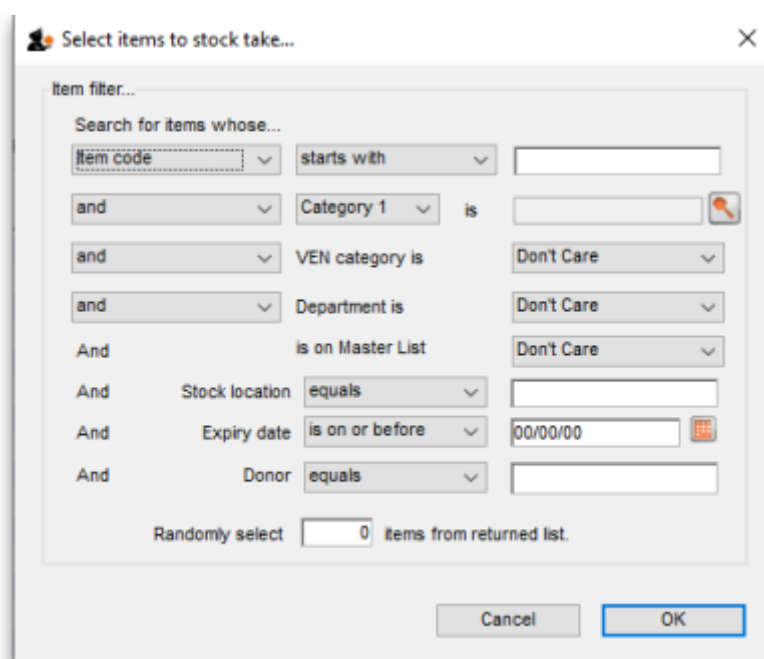 Select items to stock take...
Item filter...
Search for items whose...
Item code starts with
and Category 1 is
and VEN category is Don't Care
and Department is Don't Care
And is on Master List Don't Care
And Stock location equals
And Expiry date is on or before 00/00/00
And Donor equals
Randomly select 0 items from returned list.
Cancel OK